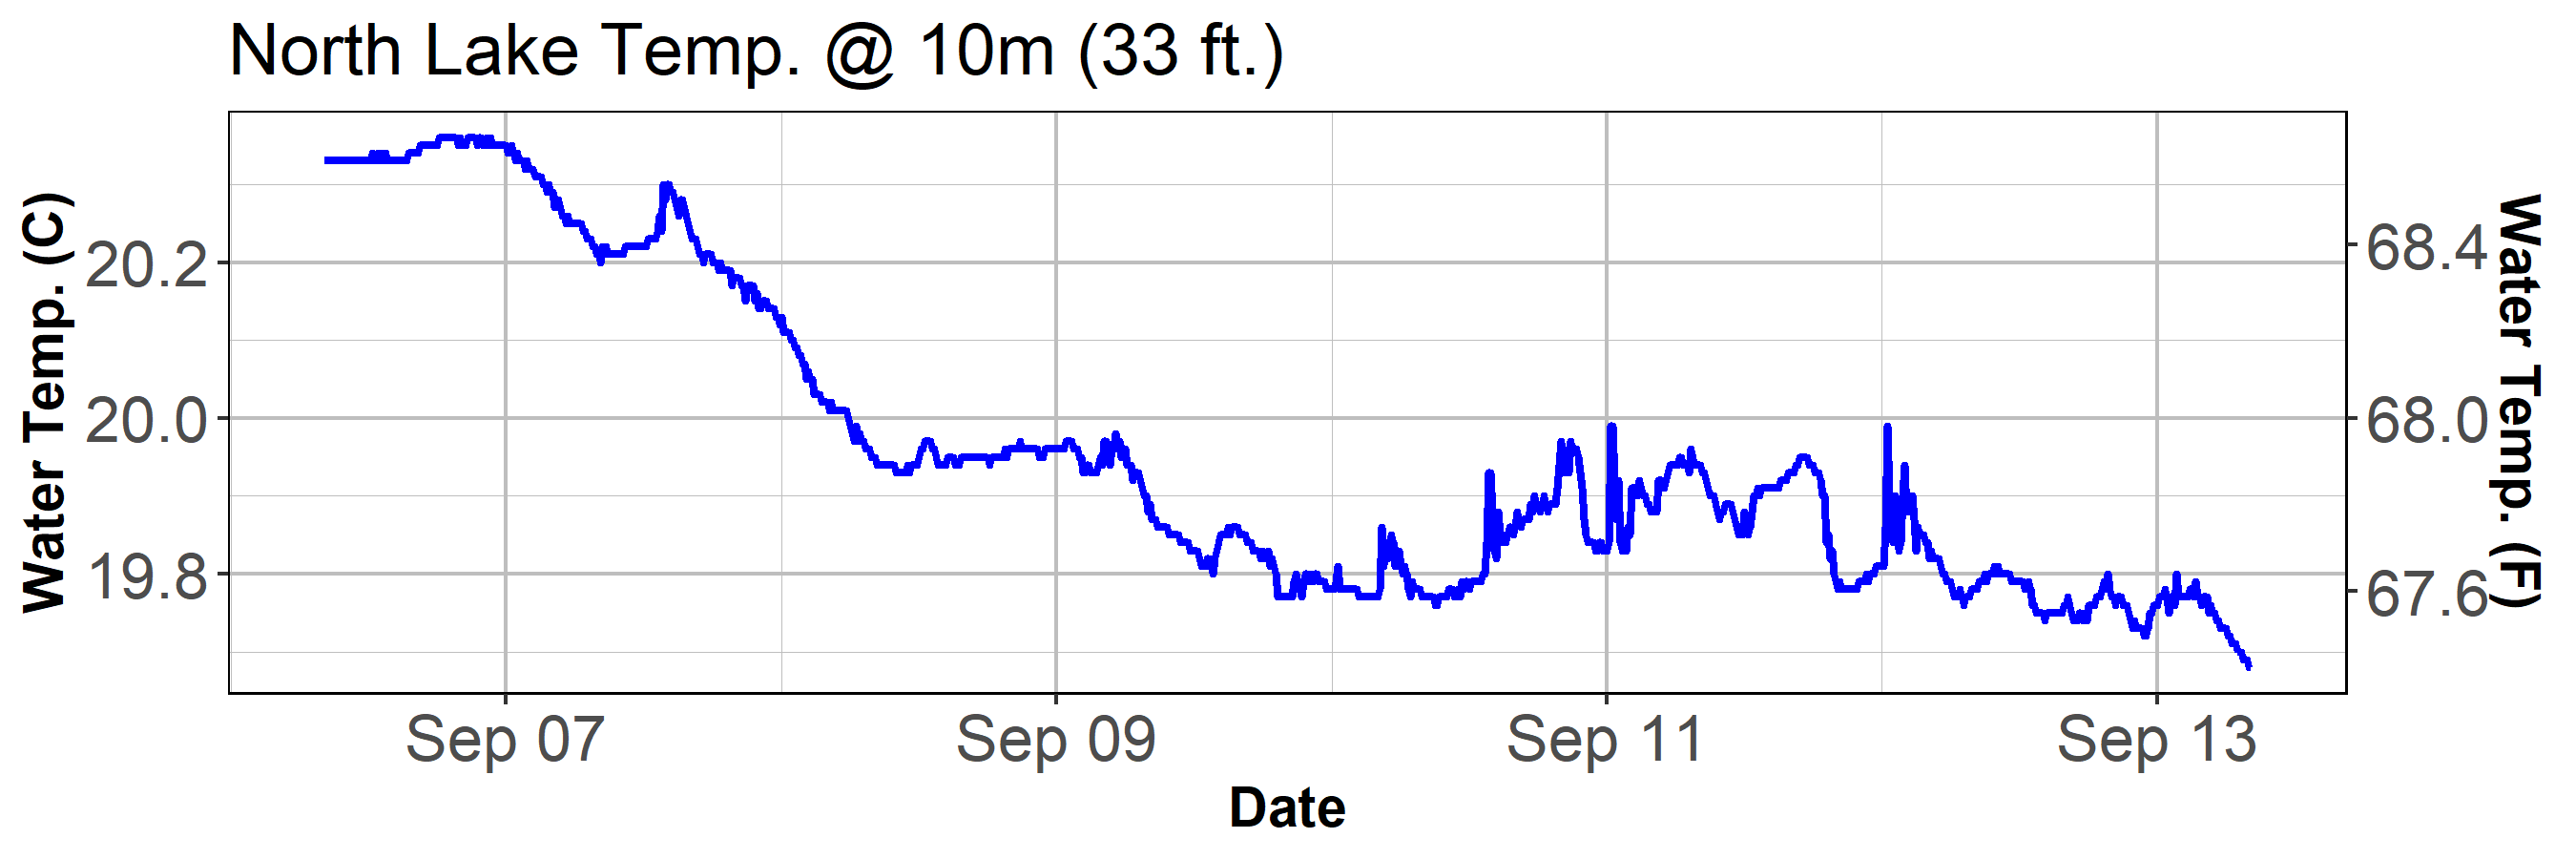 North Lake Temp. @ 10m (33 ft.)
Water Temp. (C)
20.2
20.0
19.8
68.4
68.0
67.6
Water Temp. (F)
Sep 07
Sep 09
Sep 11
Sep 13
Date